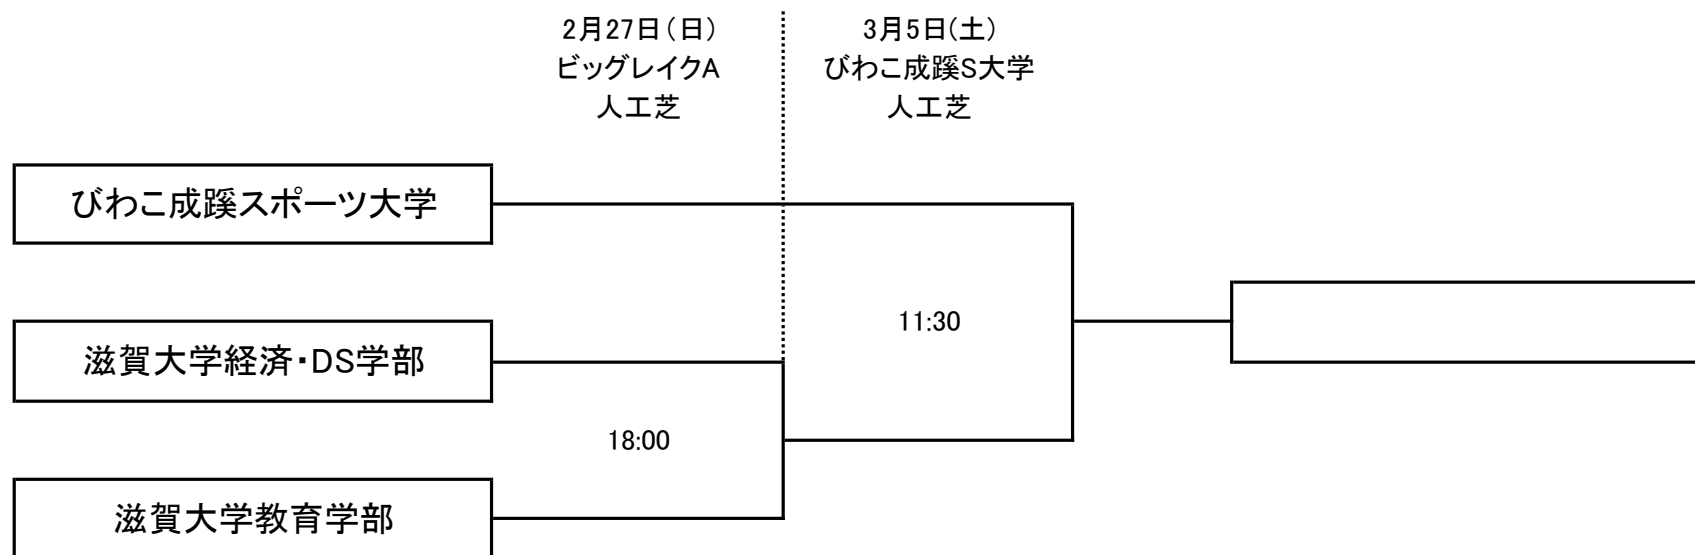 2月27日（日）
ビッグレイクA
人工芝
3月5日(土)
びわこ成蹊S大学
人工芝
びわこ成蹊スポーツ大学
11:30
滋賀大学経済・DS学部
18:00
滋賀大学教育学部